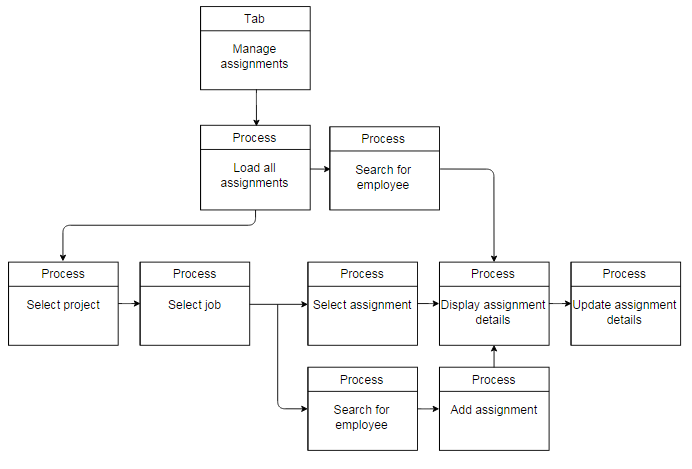 Tab
Manage
assignments
Process
Load all
assignments
Process
Search for
employee
Process
Select project
Process
Select job
Process
Select assignment
Process
Display assignment
details
Process
Update assignment
details
Process
Search for
employee
Process
Add assignment